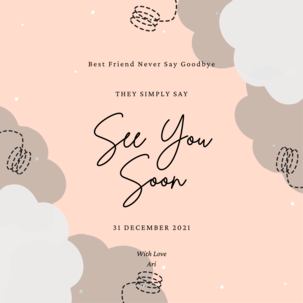 Best Friend Never Say Goodbye
THEY SIMPLY SAY
See You
Soon
31 DECEMBER 2021
With Love
Ari